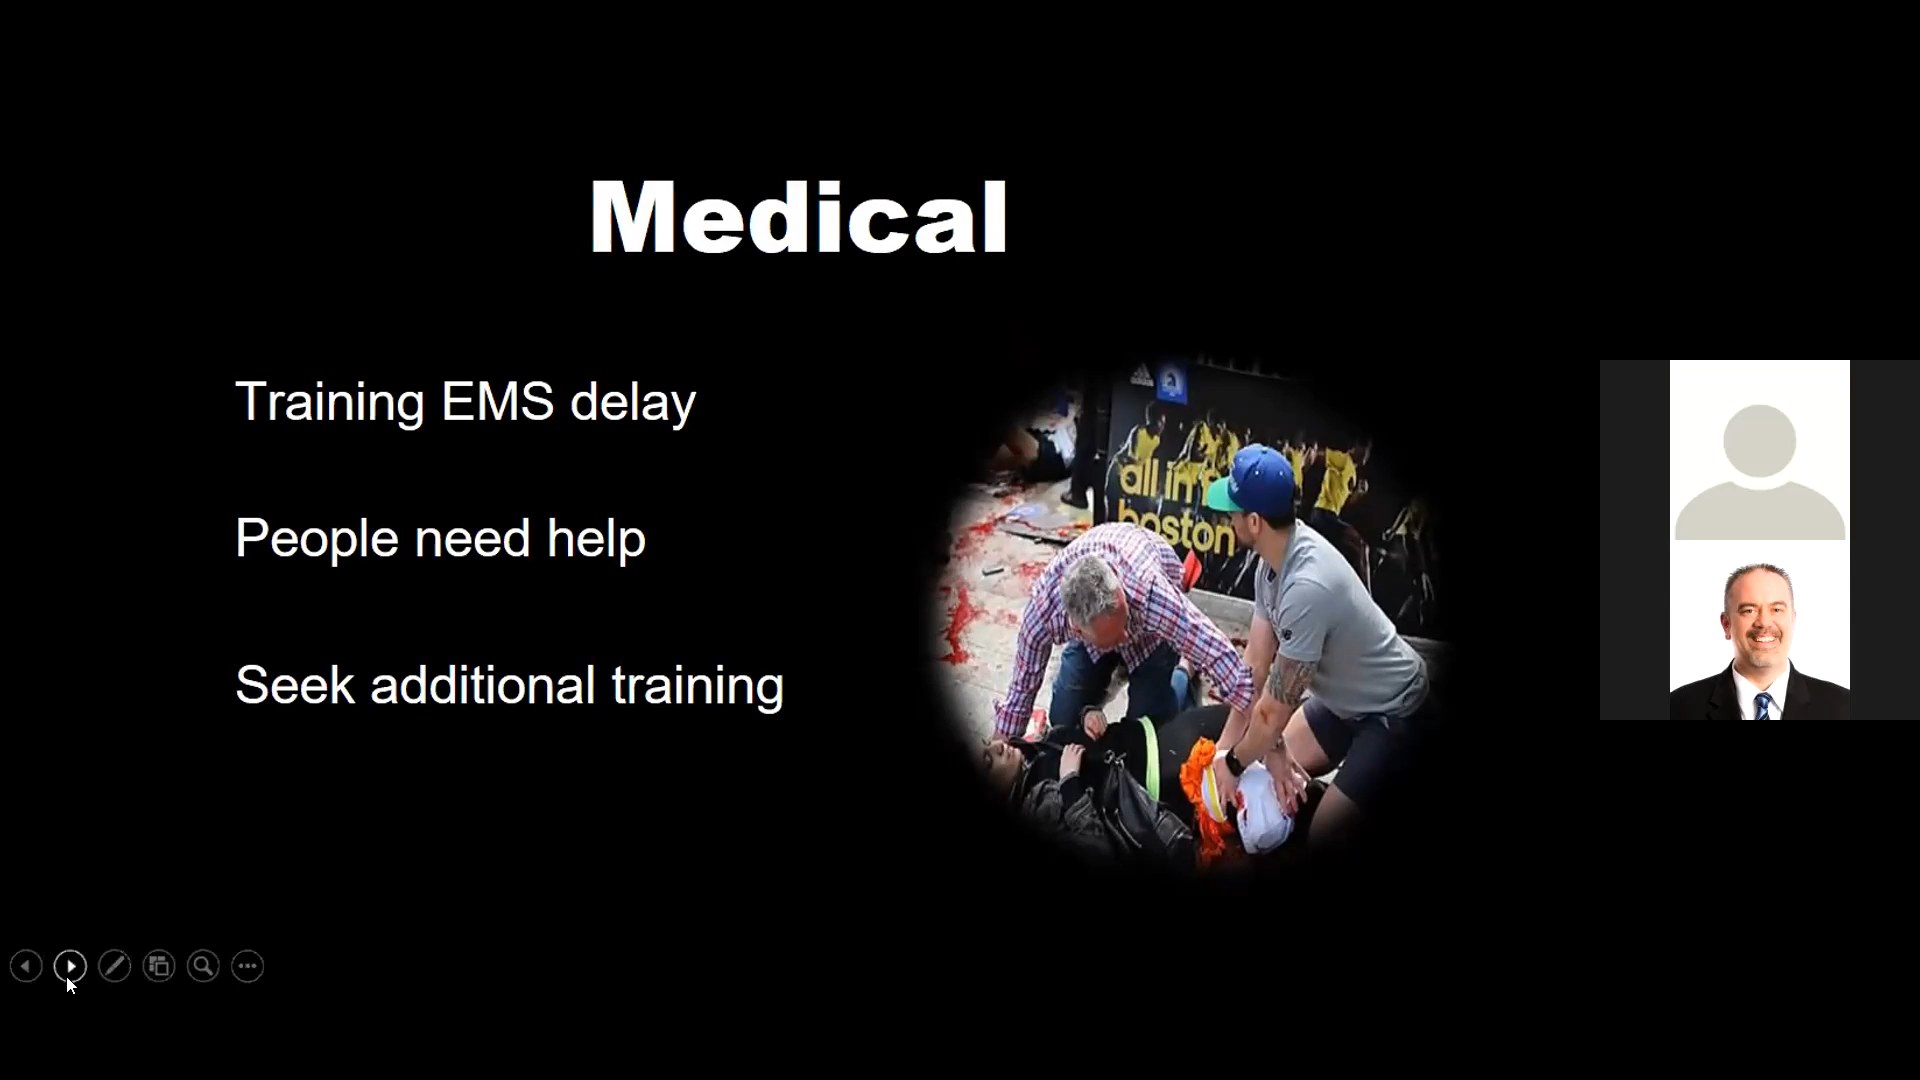 Medical
Training EMS delay
People need help
Seek additional training
all in
boston